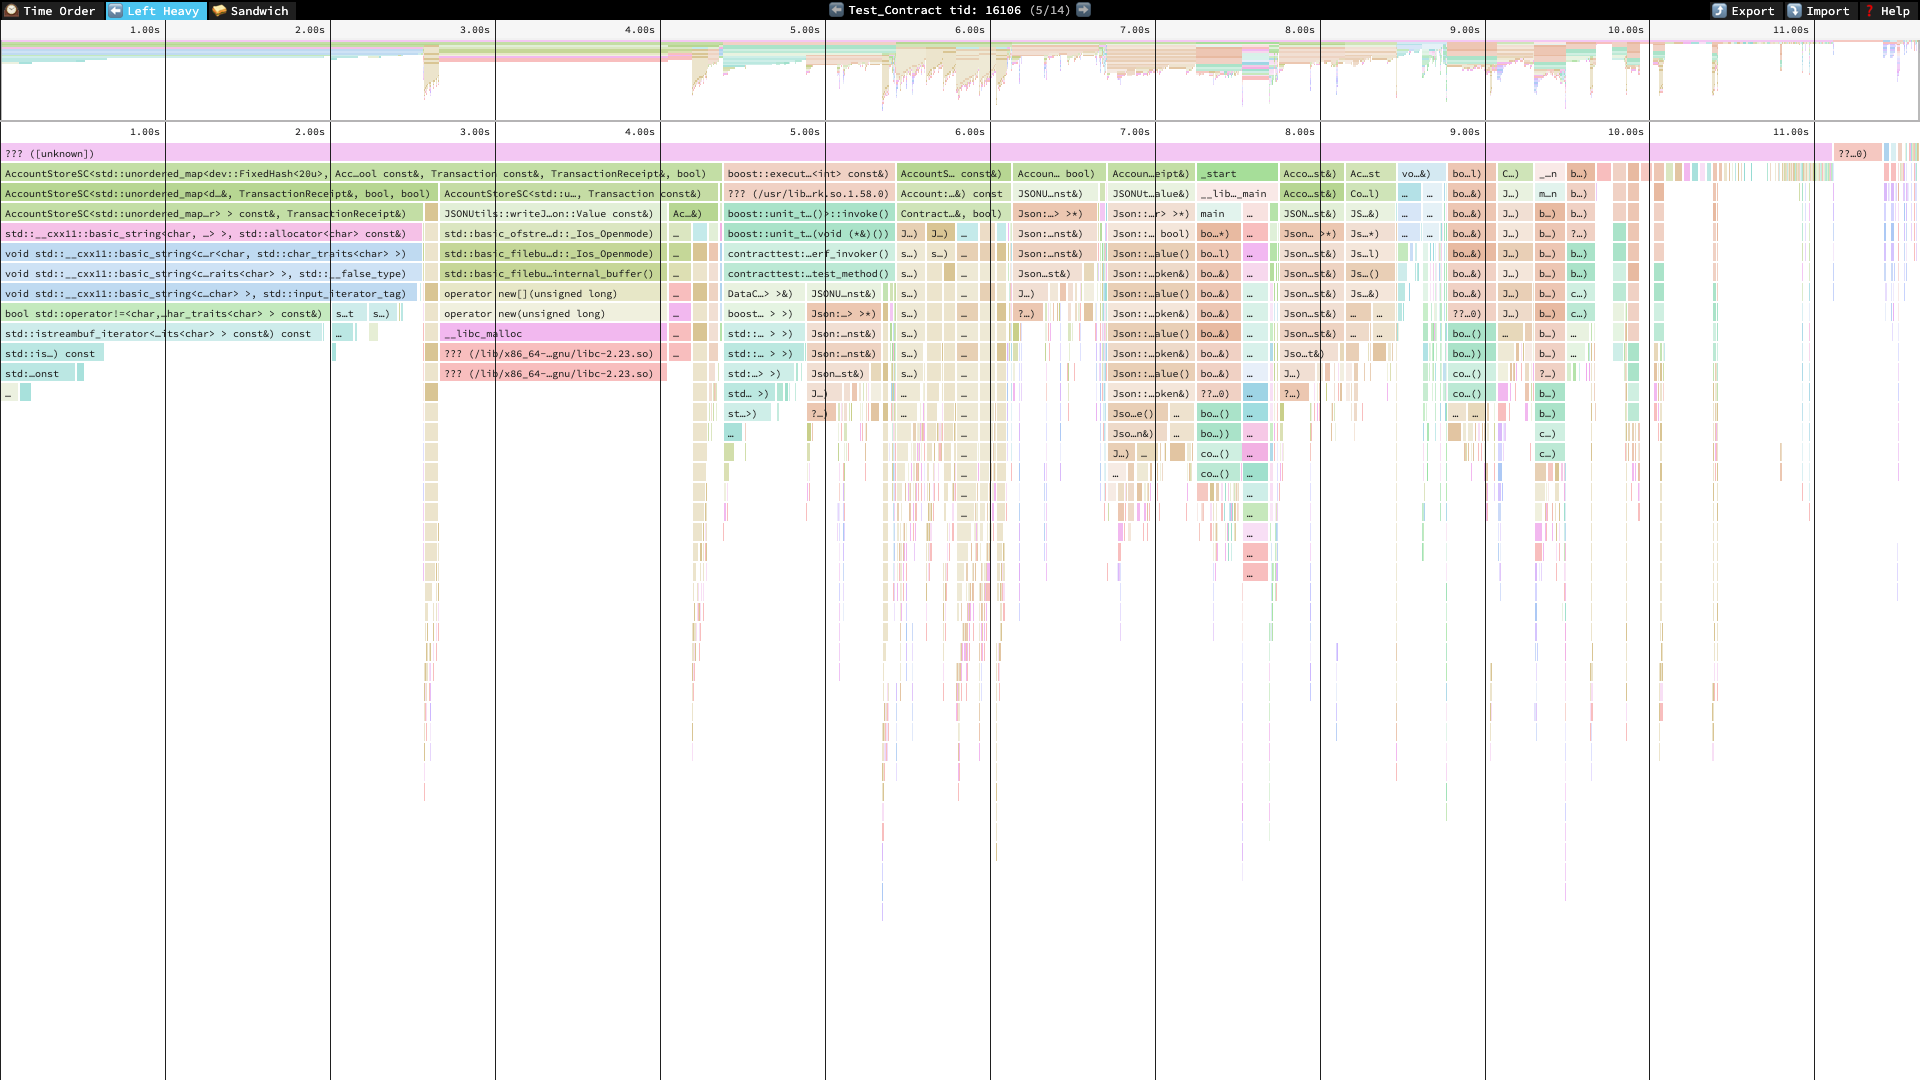 Time Order Left Heavy Sandwich Test_Contract tid: 16106 (5/14) Export Import ? Help
1.00s 2.00s 3.00s 4.00s 5.00s 6.00s 7.00s 8.00s 9.00s 10.00s 11.00s
1.00s 2.00s 3.00s 4.00s 5.00s 6.00s 7.00s 8.00s 9.00s 10.00s 11.00s
??? ([unknown]) ??…0)
AccountStoreSC<std::unordered_map<dev::FixedHash<20u>, Acc…ool const&, Transaction const&, TransactionReceipt&, bool) boost::execut…<int> const&) AccountS… const&) Accoun… bool) Accoun…eipt&) _start Acco…st&) Ac…st vo…&) bo…l) C…) _…n b…)
AccountStoreSC<std::unordered_map<d…&, TransactionReceipt&, bool, bool) AccountStoreSC<std::u…, Transaction const&) ??? (/usr/lib…rk.so.1.58.0) Account:…&) const JSONU…nst&) JSONUt…alue&) __lib…_main Acco…st&) Co…l) … … bo…&) J…) m…n b…)
AccountStoreSC<std::unordered_map…r> > const&, TransactionReceipt&) JSONUtils::writeJ…on::Value const&) Ac…&) boost::unit_t…()>::invoke() Contract…&, bool) Json:…> >*) Json::…r> >*) main … JSON…st&) JS…&) … … bo…&) J…) b…) b…)
std::__cxx11::basic_string<char, …> >, std::allocator<char> const&) std::basic_ofstre…d::_Ios_Openmode) … boost::unit_t…(void (*&)()) J…) J…) … Json:…nst&) Json::… bool) bo…*) … Json… >*) Js…*) … … bo…&) J…) b…) ?…)
void std::__cxx11::basic_string<c…r<char, std::char_traits<char> >) std::basic_filebu…d::_Ios_Openmode) … contracttest:…erf_invoker() s…) s…) … Json:…nst&) Json::…alue() bo…l) … Json…st&) Js…l) bo…&) J…) b…) b…)
void std::__cxx11::basic_string<c…raits<char> >, std::__false_type) std::basic_filebu…internal_buffer() … contracttest:…test_method() s…) … Json…st&) Json:…oken&) bo…&) … Json…st&) Js…() bo…&) J…) b…) b…)
void std::__cxx11::basic_string<c…char> >, std::input_iterator_tag) operator new[](unsigned long) … DataC…> >&) JSONU…nst&) s…) … J…) Json::…alue() bo…&) … Json…st&) Js…&) bo…&) J…) b…) c…)
bool std::operator!=<char,…har_traits<char> > const&) s…t s…) operator new(unsigned long) … boost… > >) Json:…> >*) s…) … ?…) Json:…oken&) bo…&) … Json…st&) … … ??…0) J…) b…) c…)
std::istreambuf_iterator<…its<char> > const&) const … __libc_malloc … std::… > >) Json:…nst&) s…) … Json::…alue() bo…&) … Json…st&) bo…() … b…) …
std::is…) const ??? (/lib/x86_64-…gnu/libc-2.23.so) … std::… > >) Json:…nst&) s…) … Json:…oken&) bo…&) … Jso…t&) bo…)) b…) …
std:…onst ??? (/lib/x86_64-…gnu/libc-2.23.so) std:…> >) Json…st&) s…) … Json::…alue() bo…&) … J…) co…() ?…)
… std… >) J…) … … Json:…oken&) ??…0) … ?…) co…() b…)
st…>) ?…) … … Jso…e() … bo…() … … … b…)
… … Jso…n&) … bo…)) … c…)
… J…) … co…() … c…)
… … co…() …
… …
… …
…
…
…